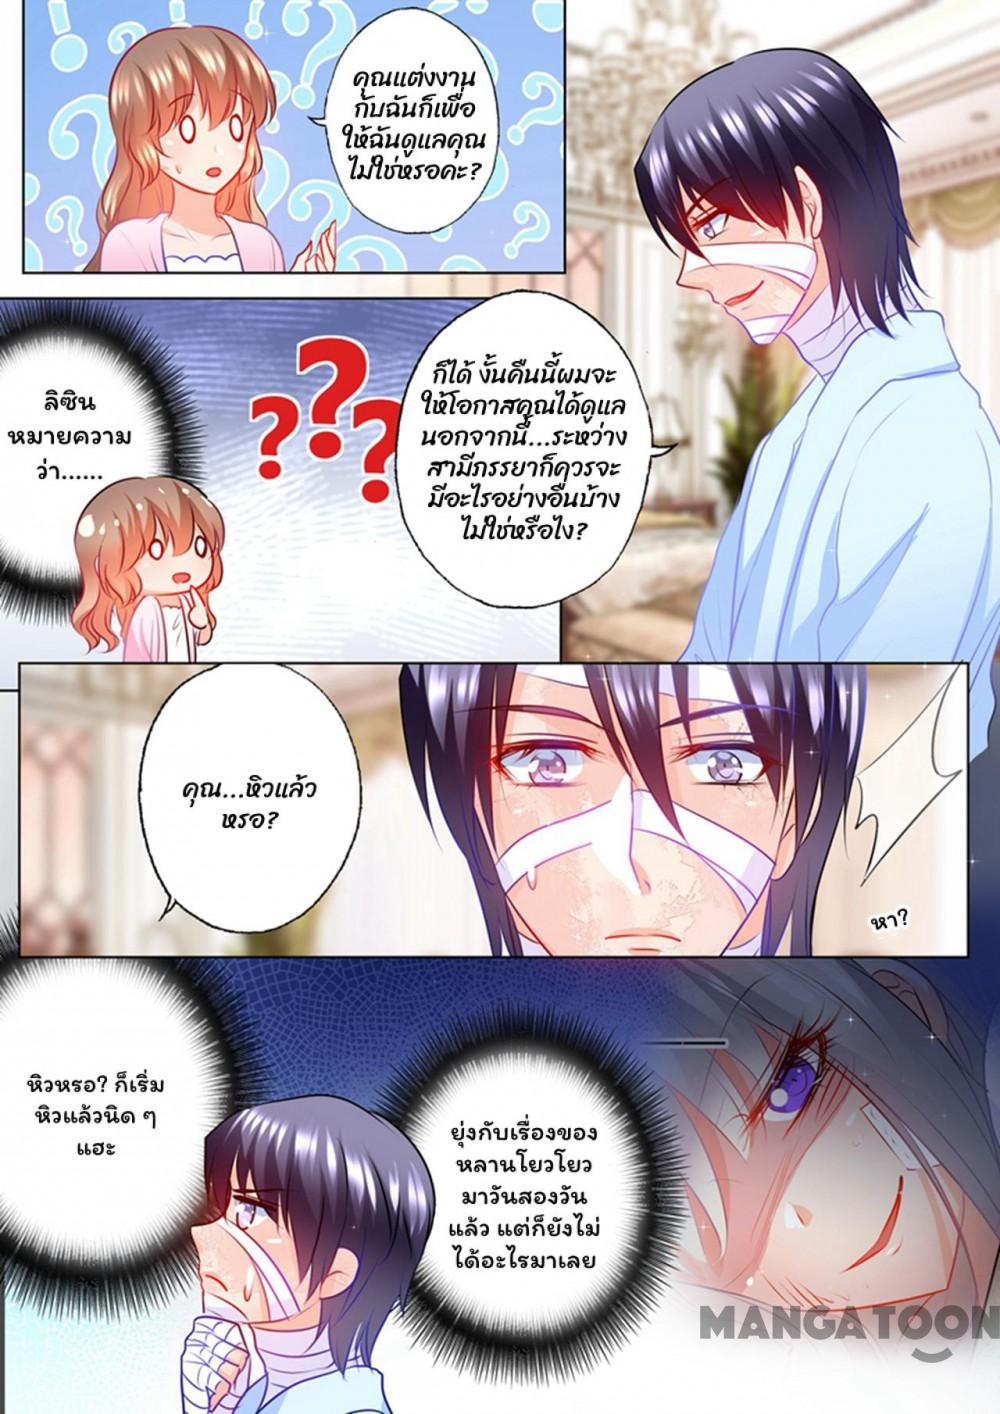 คุณแต่งงาน
กับฉันก็เพื่อ
ให้ฉันดูแลคุณ
ไม่ใช่หรอคะ?
ก็ได้ งั้นคืนนี้ผมจะ
ให้โอกาสคุณได้ดูแล
นอกจากนี้...ระหว่าง
สามีภรรยาก็ควรจะ
มีอะไรอย่างอื่นบ้าง
ไม่ใช่หรือไง?
ลิซิน
หมายความ
ว่า......
???
คุณ...หิวแล้ว
หรอ?
หา?
หิวหรอ? ก็เริ่ม
หิวแล้วนิด ๆ
แฮะ
ยุ่งกับเรื่องของ
หลานโยวโยว
มาวันสองวัน
แล้ว แต่ก็ยังไม่
ได้อะไรมาเลย
MANGATOON